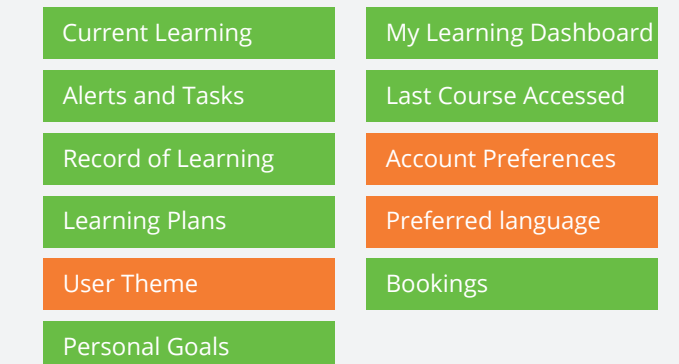 Current Learning
My Learning Dashboard
Alerts and Tasks
Last Course Accessed
Record of Learning
Account Preferences
Learning Plans
Preferred language
User Theme
Bookings
Personal Goals